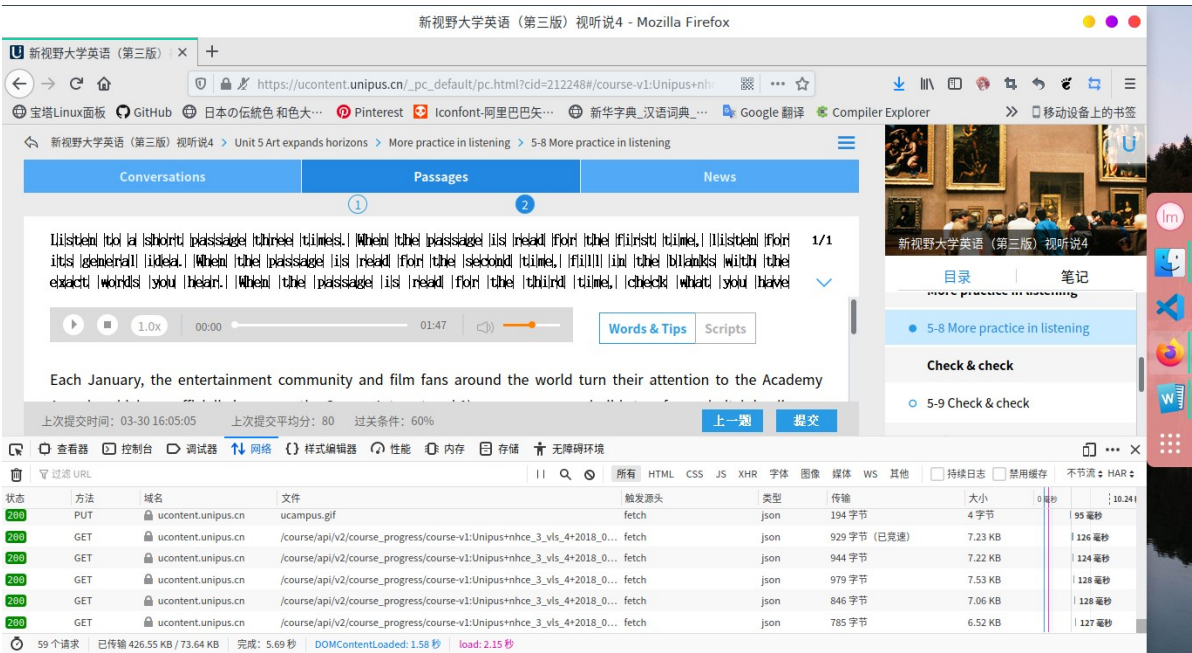 新视野大学英语（第三版）视听说4 - Mozilla Firefox
新视野大学英语（第三版）
https://ucontent.unipus.cn/_pc_default/pc.html?cid=212248#/course-v1:Unipus+nh
宝塔Linux面板 GitHub 日本の伝統色 和色大… Pinterest Iconfont-阿里巴巴矢… 新华字典_汉语词典_… Google 翻译 Compiler Explorer 移动设备上的书签
新视野大学英语（第三版）视听说4 > Unit 5 Art expands horizons > More practice in listening > 5-8 More practice in listening
Conversations Passages News
1 2
Listen to a short passage three times. When the passage is read for the first time, listen for
its general idea. When the passage is read for the second time, fill in the blanks with the
exact words you hear. When the passage is read for the third time, check what you have
1/1
1.0x 00:00 01:47
Words & Tips Scripts
Each January, the entertainment community and film fans around the world turn their attention to the Academy
上次提交时间：03-30 16:05:05 上次提交平均分：80 过关条件：60%
上一题 提交
U
新视野大学英语（第三版）视听说4
目录 笔记
More practice in listening
5-8 More practice in listening
Check & check
5-9 Check & check
lm
W
查看器 控制台 调试器 网络 {} 样式编辑器 性能 内存 存储 无障碍环境
过滤 URL
所有 HTML CSS JS XHR 字体 图像 媒体 WS 其他 持续日志 禁用缓存 不节流 HAR
状态 方法 域名 文件 触发源头 类型 传输 大小 0 毫秒 10.24
200 PUT ucontent.unipus.cn ucampus.gif fetch json 194 字节 4 字节 95 毫秒
200 GET ucontent.unipus.cn /course/api/v2/course_progress/course-v1:Unipus+nhce_3_vls_4+2018_0... fetch json 929 字节（已竞速） 7.23 KB 126 毫秒
200 GET ucontent.unipus.cn /course/api/v2/course_progress/course-v1:Unipus+nhce_3_vls_4+2018_0... fetch json 944 字节 7.22 KB 124 毫秒
200 GET ucontent.unipus.cn /course/api/v2/course_progress/course-v1:Unipus+nhce_3_vls_4+2018_0... fetch json 979 字节 7.53 KB 128 毫秒
200 GET ucontent.unipus.cn /course/api/v2/course_progress/course-v1:Unipus+nhce_3_vls_4+2018_0... fetch json 846 字节 7.06 KB 128 毫秒
200 GET ucontent.unipus.cn /course/api/v2/course_progress/course-v1:Unipus+nhce_3_vls_4+2018_0... fetch json 785 字节 6.52 KB 127 毫秒
59 个请求 已传输 426.55 KB / 73.64 KB 完成：5.69 秒 DOMContentLoaded: 1.58 秒 load: 2.15 秒